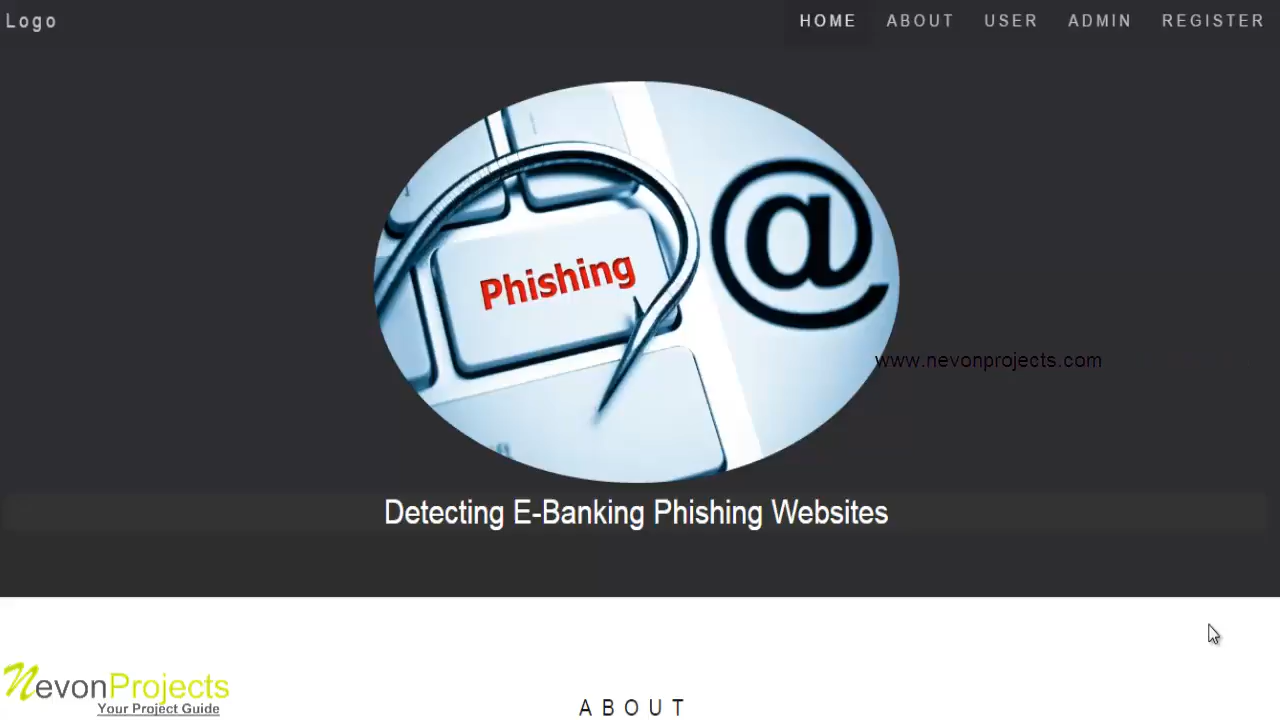 Logo
HOME ABOUT USER ADMIN REGISTER
Phishing
@
www.nevonprojects.com
Detecting E-Banking Phishing Websites
NevonProjects
Your Project Guide
ABOUT